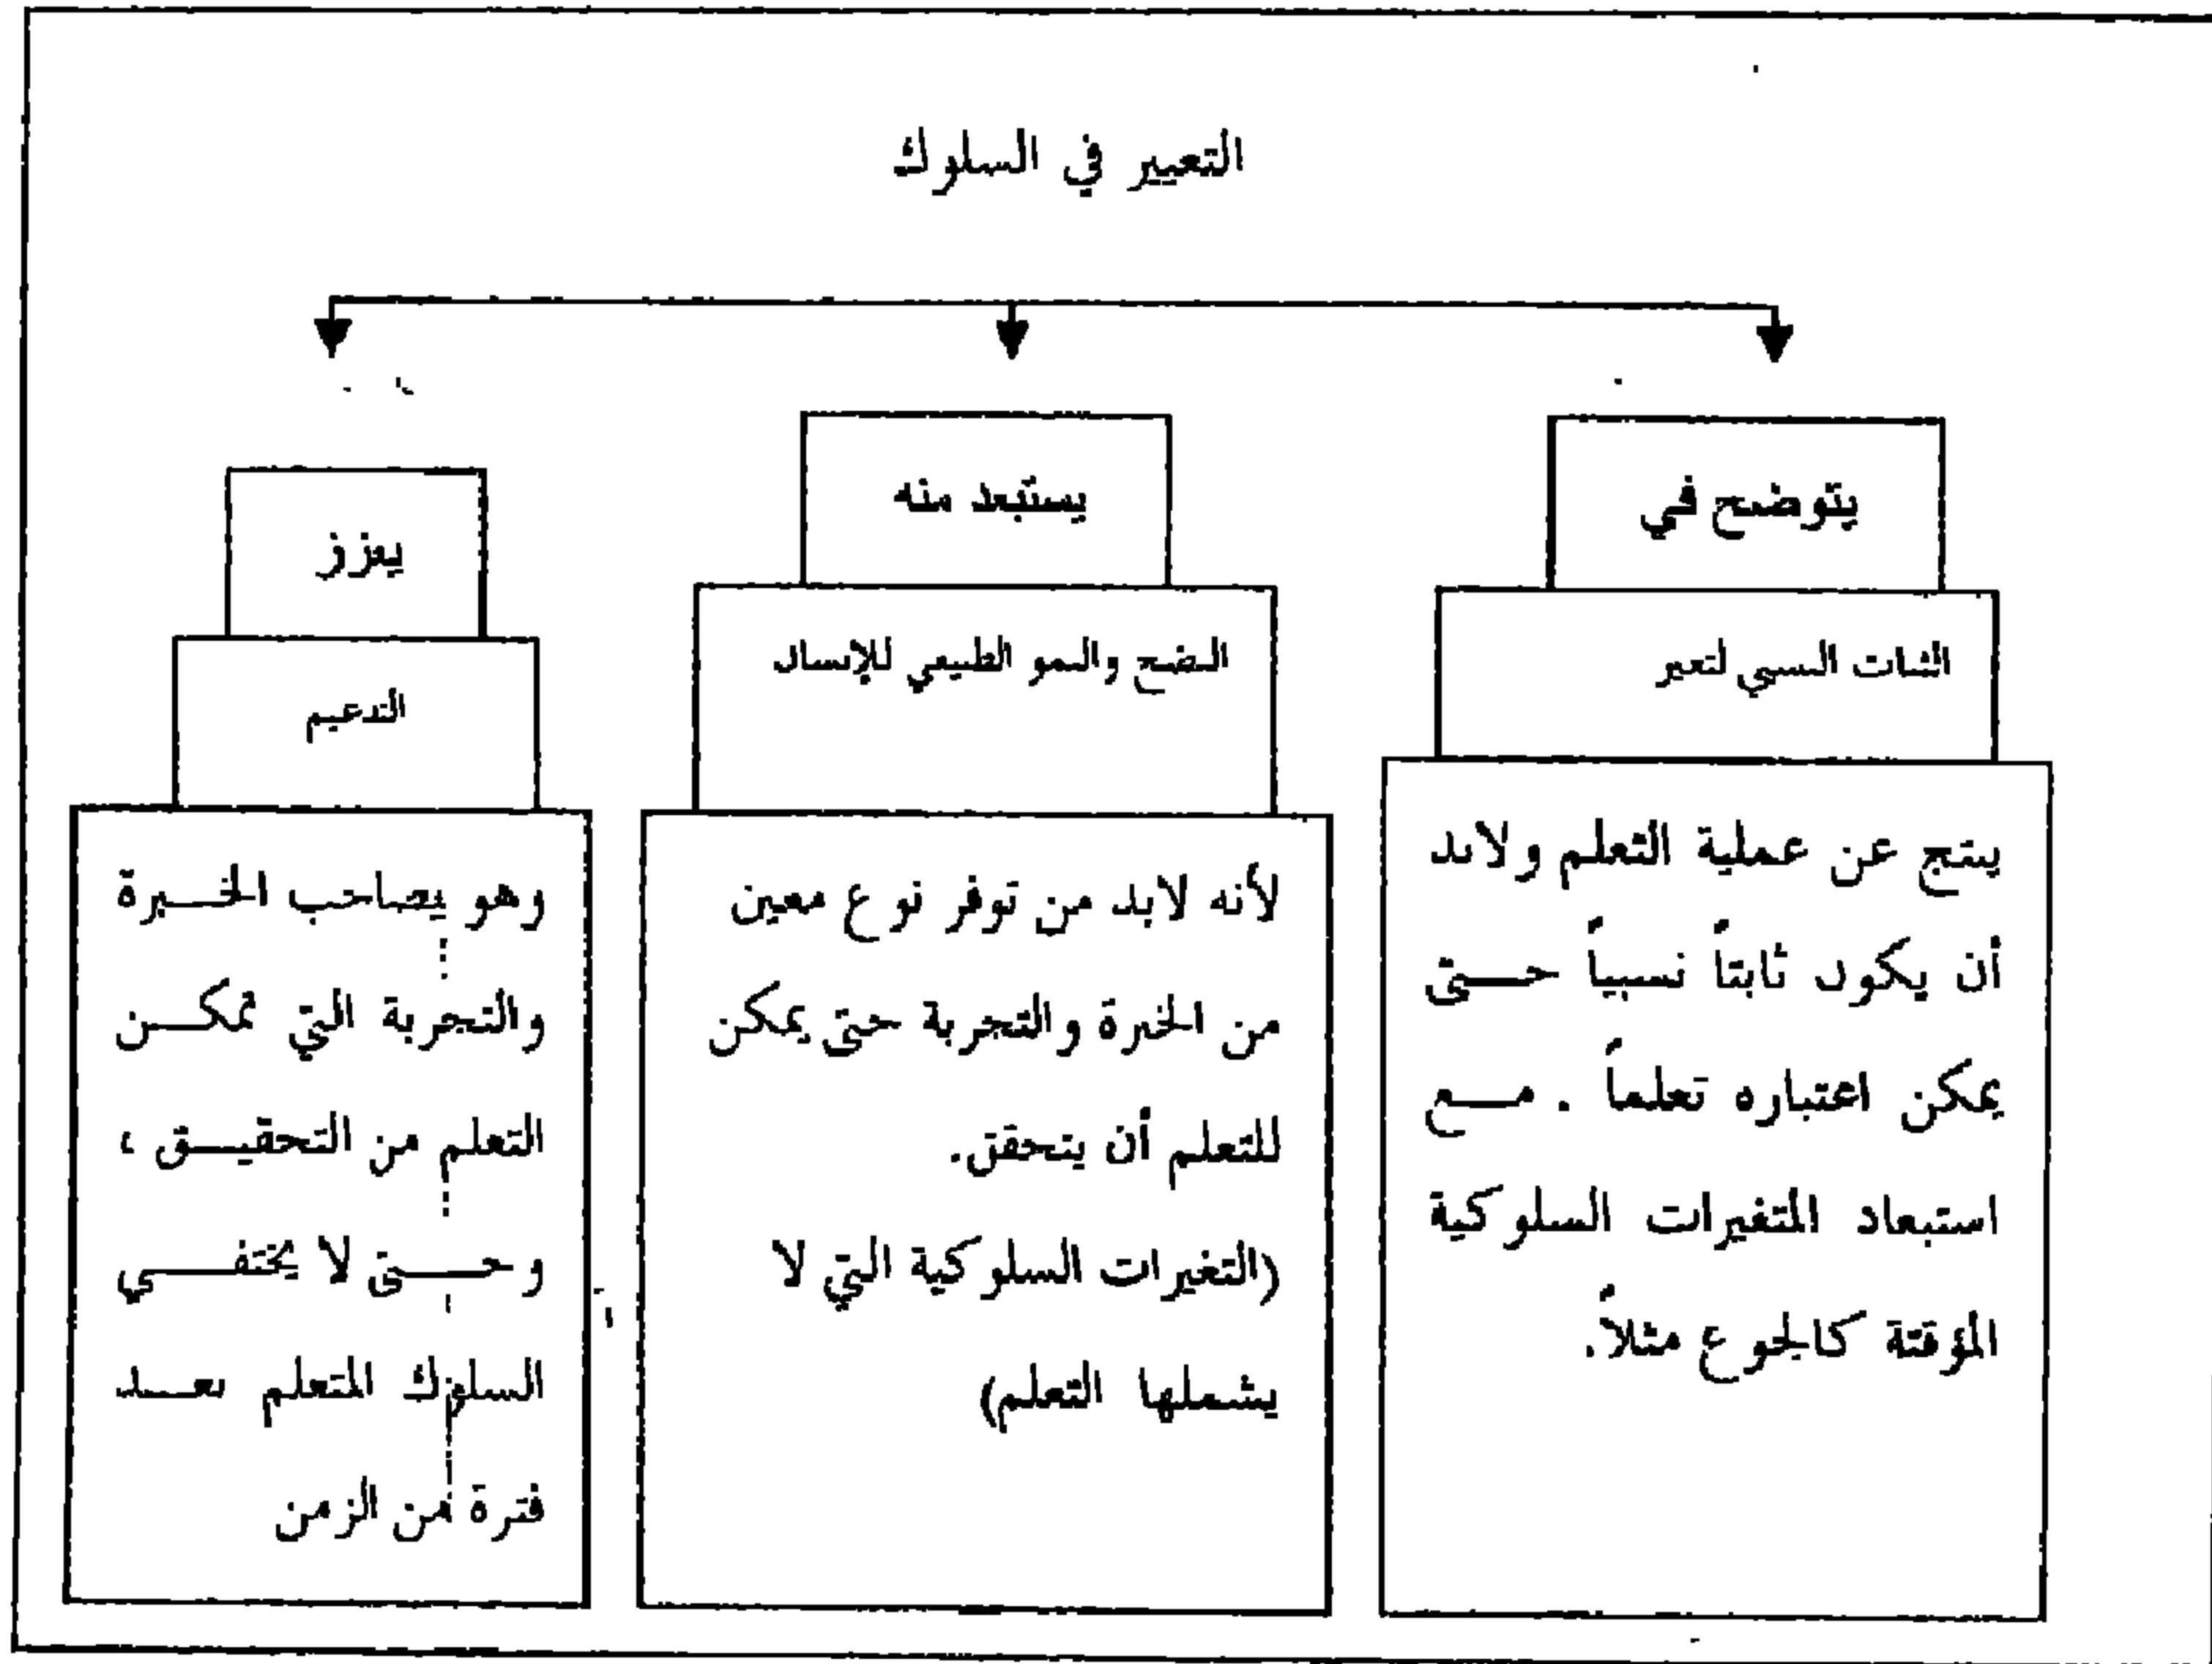 التغيير في السلوك
يتوضح في
الثبات النسبي لتغير
ينتج عن عملية التعلم ولابد
أن يكون ثابتاً نسبياً حتى
يمكن اعتباره تعلماً . مع
استبعاد المتغيرات السلوكية
المؤقتة كالجوع مثلاً.
يستبعد منه
النضج والنمو الطبيعي للإنسان
لأنه لابد من توفر نوع معين
من الخبرة والتجربة حتى يمكن
للتعلم أن يتحقق.
(التغيرات السلوكية التي لا
يشملها التعلم)
يعزز
التدعيم
وهو يصاحب الخبرة
والتجربة التي تمكن
التعلم من التحقيق ،
وحتى لا يختفي
السلوك المتعلم بعد
فترة من الزمن